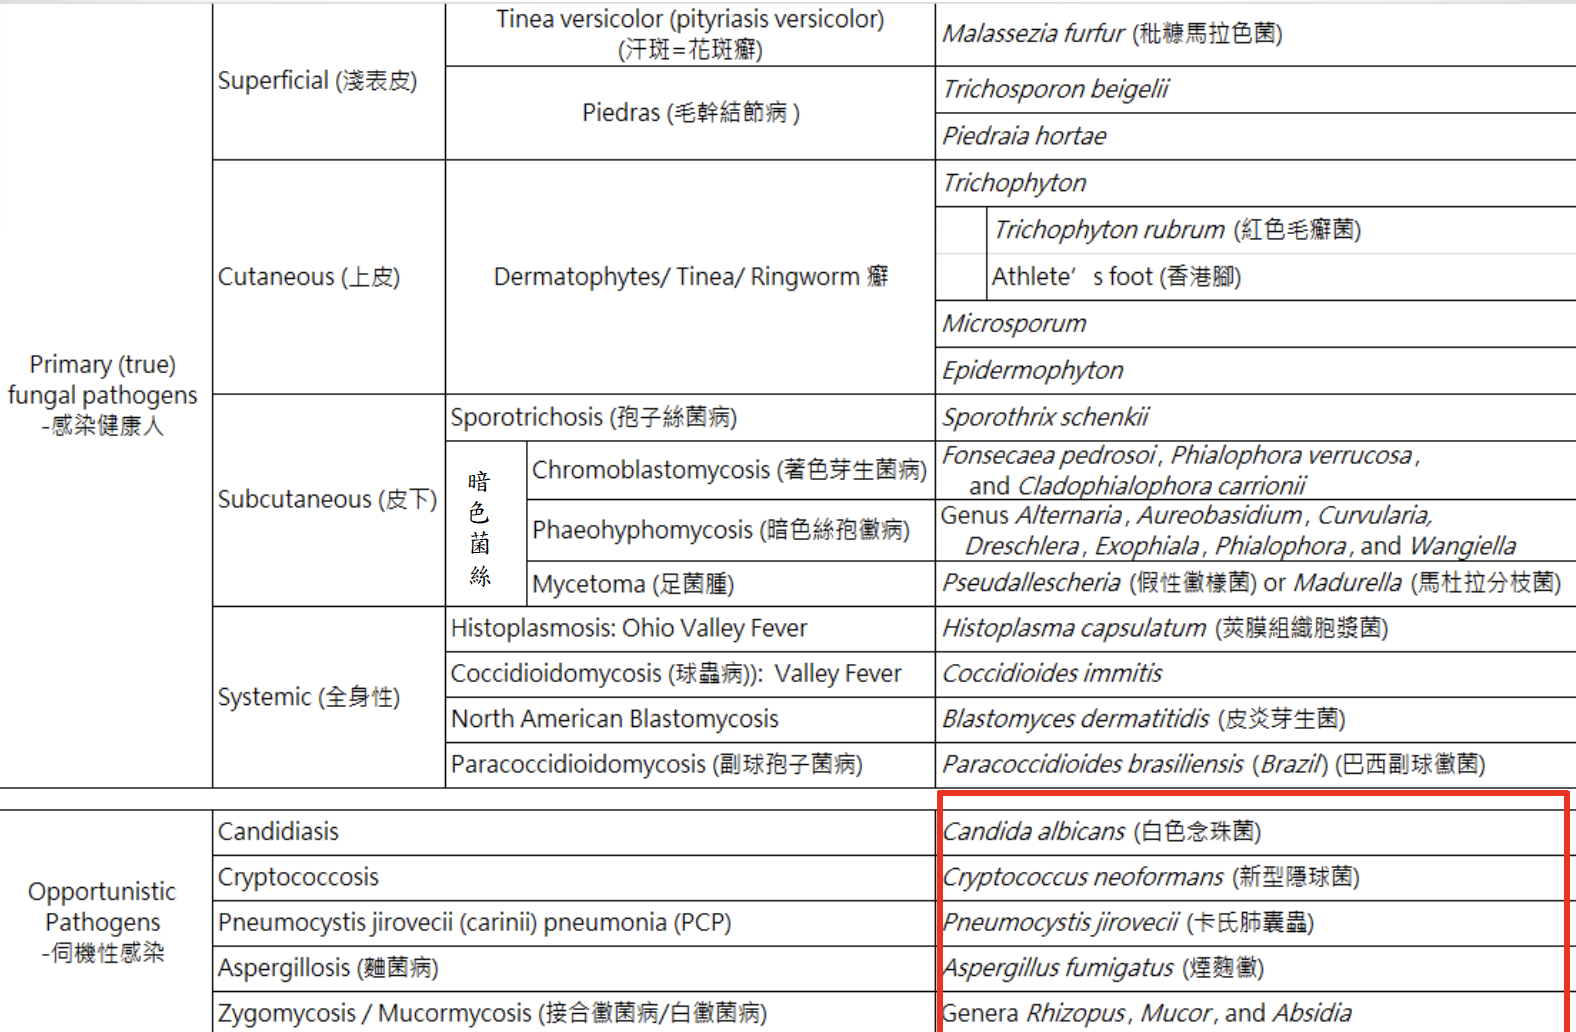 Tinea versicolor (pityriasis versicolor)
(汗斑=花斑癬)
Malassezia furfur (秕糠馬拉色菌)
Superficial (淺表皮)
Trichosporon beigelii
Piedras (毛幹結節病 )
Piedraia hortae
Trichophyton
Trichophyton rubrum (紅色毛癬菌)
Cutaneous (上皮)
Dermatophytes/ Tinea/ Ringworm 癬
Athlete’s foot (香港腳)
Microsporum
Epidermophyton
Primary (true)
fungal pathogens
-感染健康人
Sporotrichosis (孢子絲菌病)
Sporothrix schenkii
Subcutaneous (皮下)
暗
色
菌
絲
Chromoblastomycosis (著色芽生菌病)
Fonsecaea pedrosoi, Phialophora verrucosa,
and Cladophialophora carrionii
Phaeohyphomycosis (暗色絲孢黴病)
Genus Alternaria, Aureobasidium, Curvularia,
Dreschlera, Exophiala, Phialophora, and Wangiella
Mycetoma (足菌腫)
Pseudallescheria (假性黴樣菌) or Madurella (馬杜拉分枝菌)
Systemic (全身性)
Histoplasmosis: Ohio Valley Fever
Histoplasma capsulatum (莢膜組織胞漿菌)
Coccidioidomycosis (球蟲病)): Valley Fever
Coccidioides immitis
North American Blastomycosis
Blastomyces dermatitidis (皮炎芽生菌)
Paracoccidioidomycosis (副球孢子菌病)
Paracoccidioides brasiliensis (Brazil) (巴西副球黴菌)
Opportunistic
Pathogens
-伺機性感染
Candidiasis
Candida albicans (白色念珠菌)
Cryptococcosis
Cryptococcus neoformans (新型隱球菌)
Pneumocystis jirovecii (carinii) pneumonia (PCP)
Pneumocystis jirovecii (卡氏肺囊蟲)
Aspergillosis (麯菌病)
Aspergillus fumigatus (煙麴黴)
Zygomycosis / Mucormycosis (接合黴菌病/白黴菌病)
Genera Rhizopus, Mucor, and Absidia